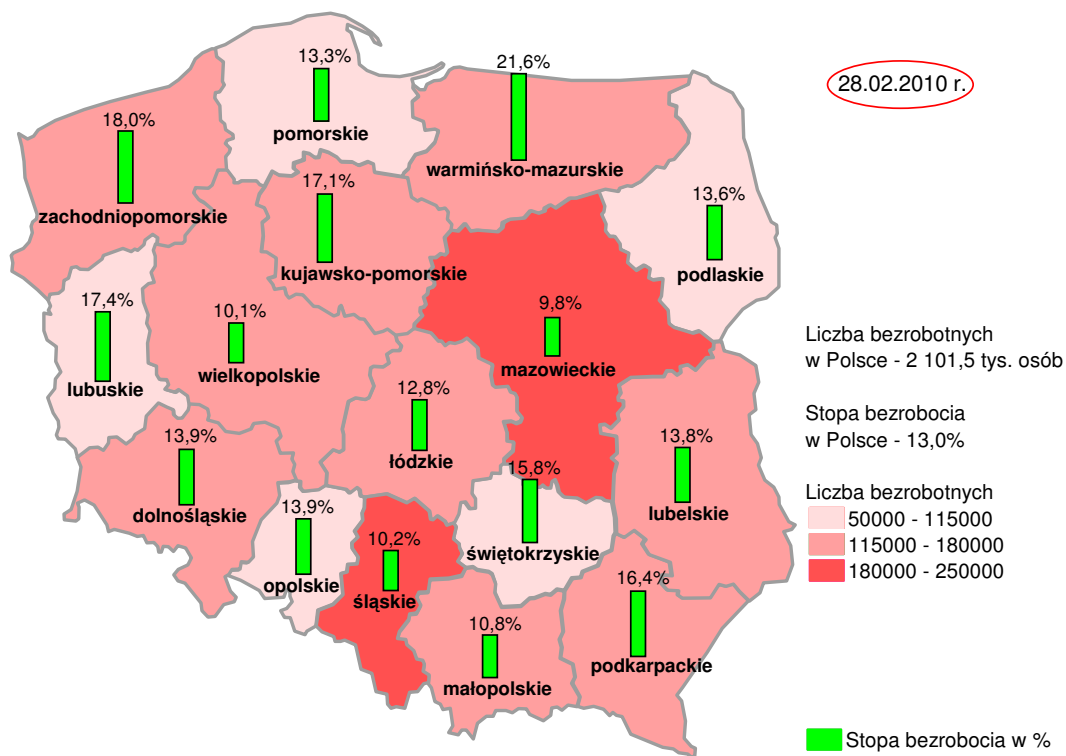 28.02.2010 r.
13,3%
pomorskie
21,6%
warmińsko-mazurskie
18,0%
zachodniopomorskie
17,1%
kujawsko-pomorskie
13,6%
podlaskie
17,4%
lubuskie
10,1%
wielkopolskie
9,8%
mazowieckie
12,8%
łódzkie
13,9%
dolnośląskie
13,8%
lubelskie
15,8%
świętokrzyskie
13,9%
opolskie
10,2%
śląskie
16,4%
podkarpackie
10,8%
małopolskie
Liczba bezrobotnych
w Polsce - 2 101,5 tys. osób
Stopa bezrobocia
w Polsce - 13,0%
Liczba bezrobotnych
50000 - 115000
115000 - 180000
180000 - 250000
Stopa bezrobocia w %